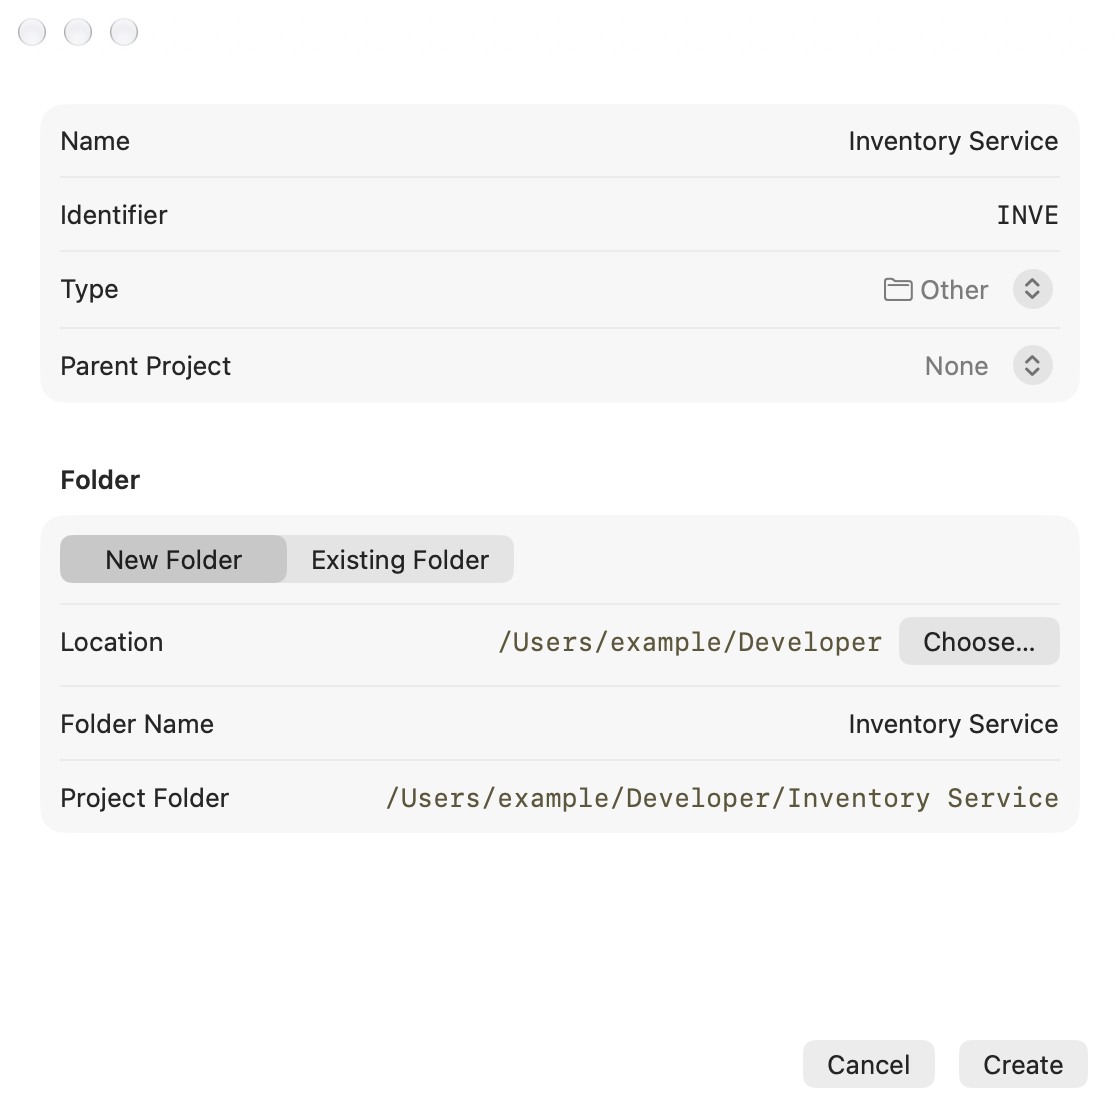 Name Inventory Service
Identifier INVE
Type Other
Parent Project None
Folder
New Folder Existing Folder
Location /Users/example/Developer Choose...
Folder Name Inventory Service
Project Folder /Users/example/Developer/Inventory Service
Cancel Create